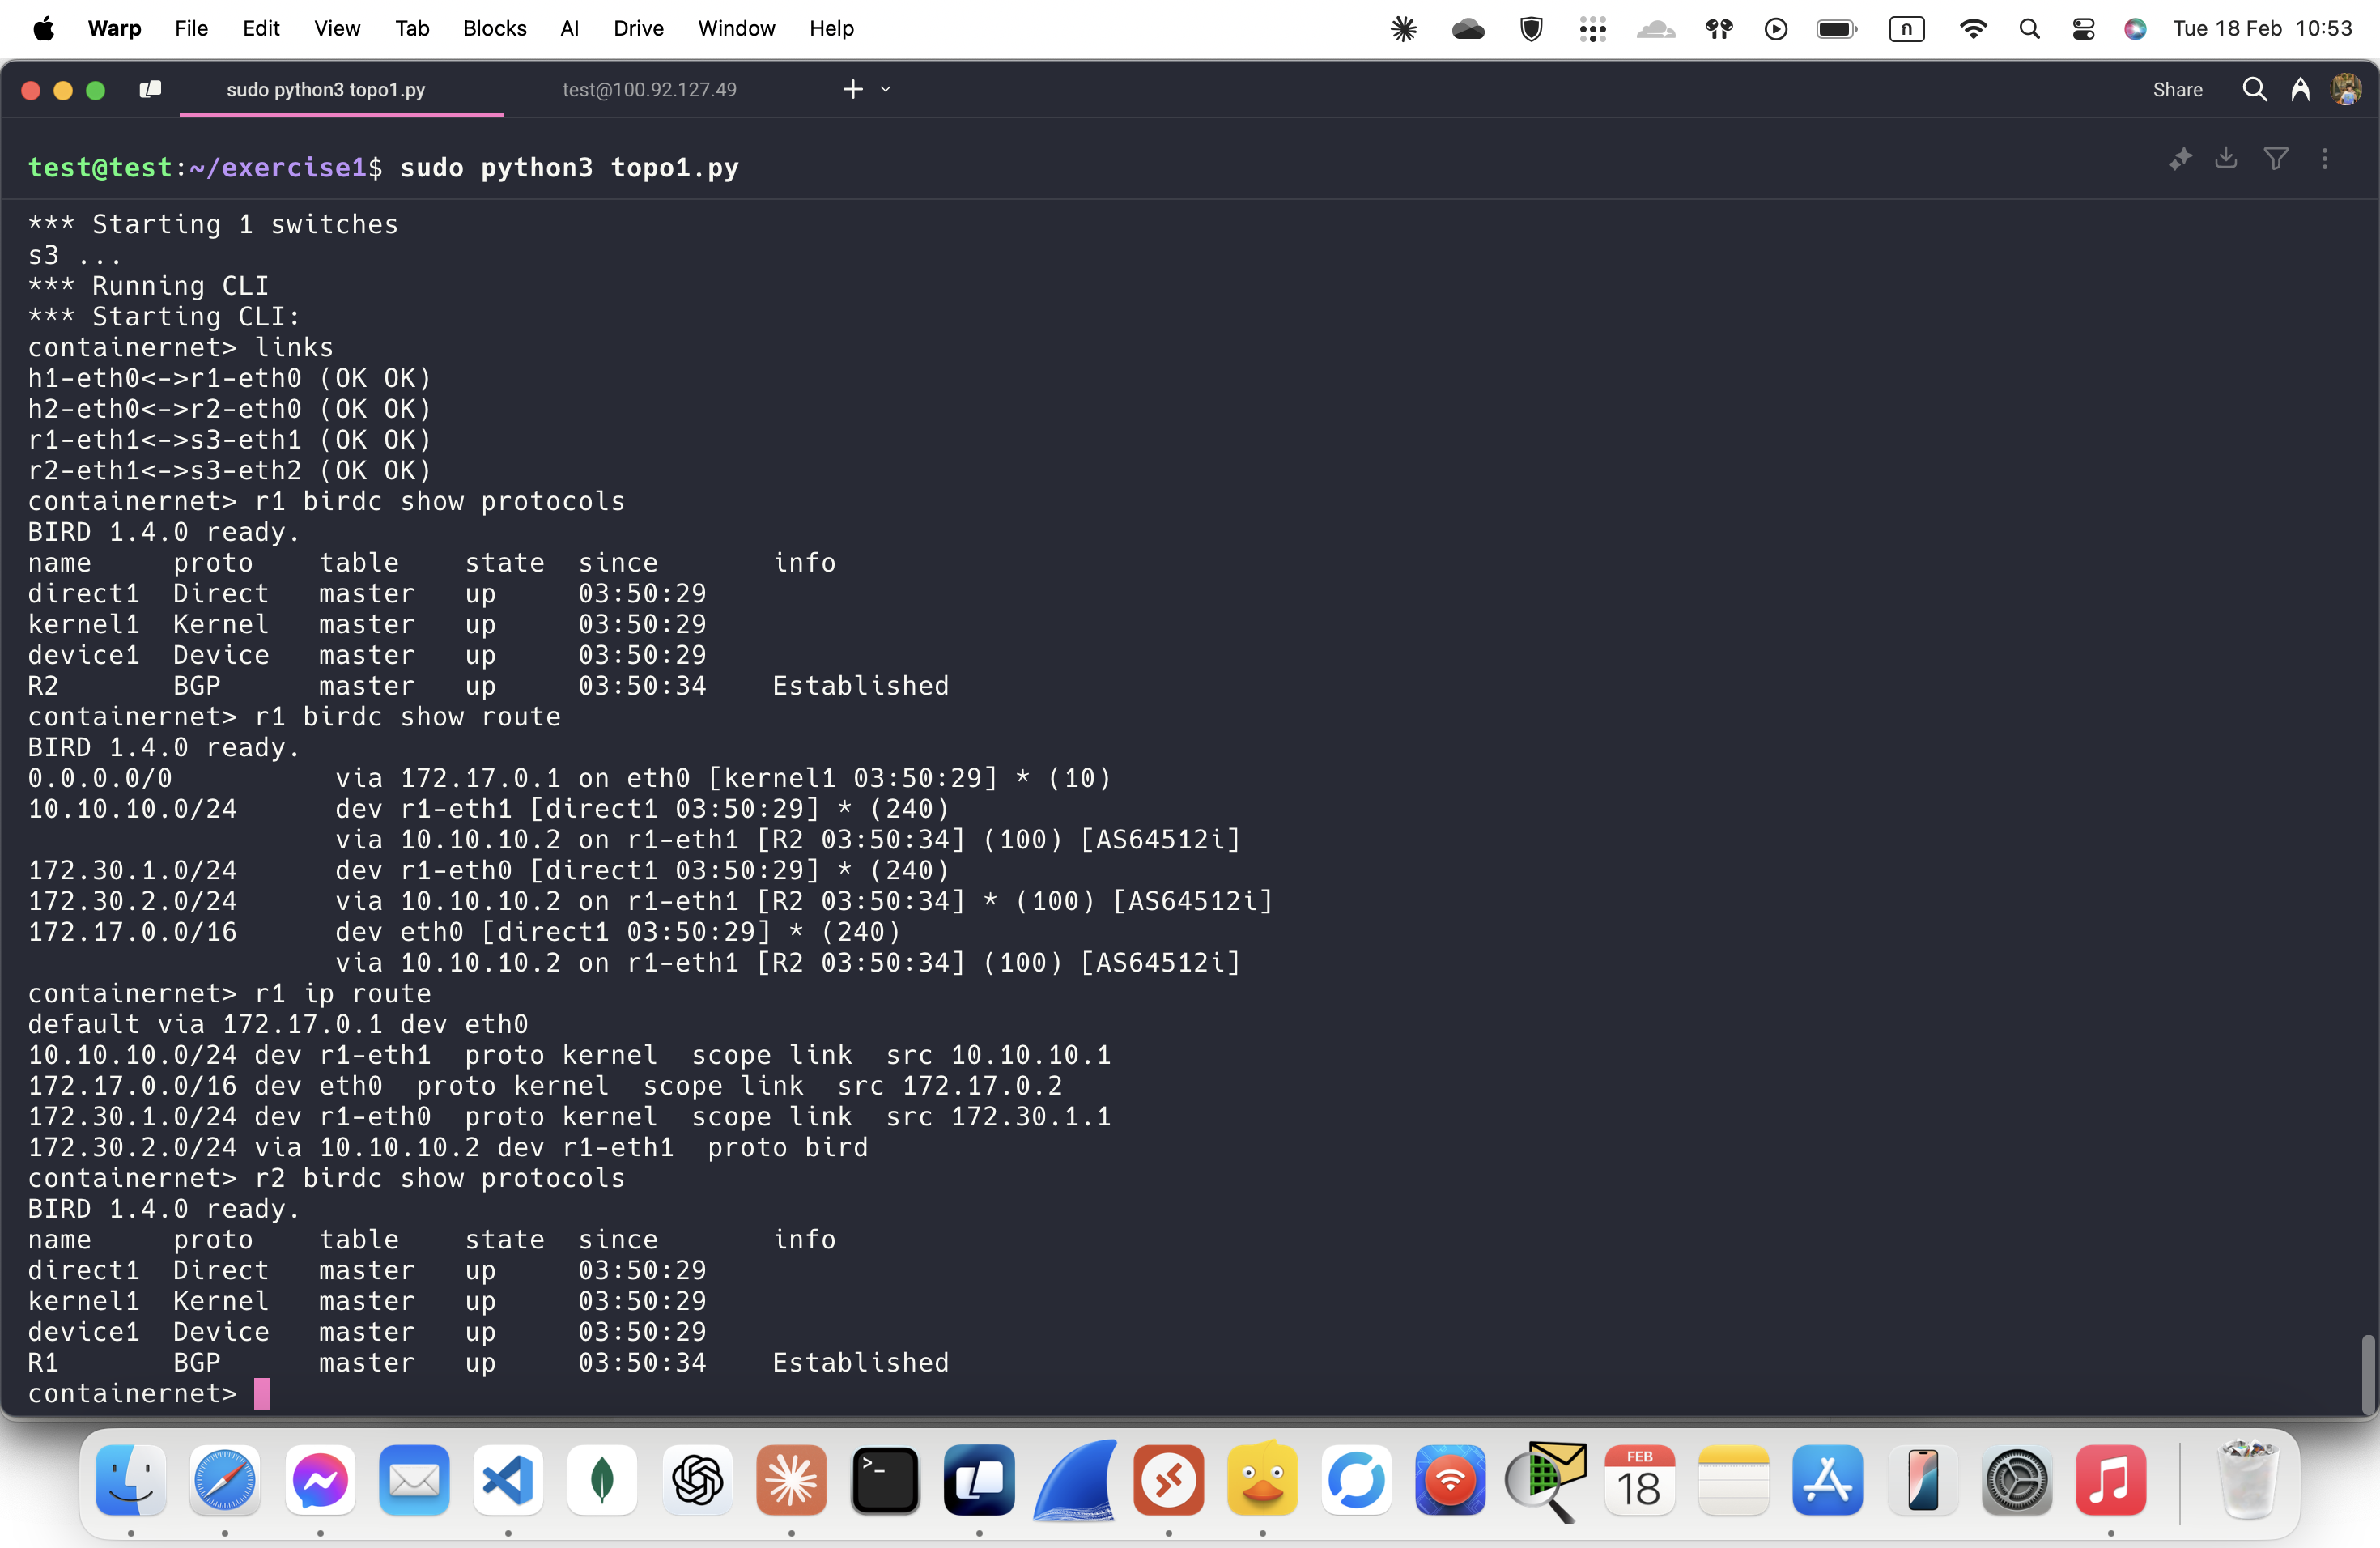 Warp File Edit View Tab Blocks AI Drive Window Help ก Tue 18 Feb 10:53
sudo python3 topo1.py test@100.92.127.49 Share
test@test:~/exercise1$ sudo python3 topo1.py
*** Starting 1 switches
s3 ...
*** Running CLI
*** Starting CLI:
containernet> links
h1-eth0<->r1-eth0 (OK OK)
h2-eth0<->r2-eth0 (OK OK)
r1-eth1<->s3-eth1 (OK OK)
r2-eth1<->s3-eth2 (OK OK)
containernet> r1 birdc show protocols
BIRD 1.4.0 ready.
name     proto    table    state  since       info
direct1  Direct   master   up     03:50:29
kernel1  Kernel   master   up     03:50:29
device1  Device   master   up     03:50:29
R2       BGP      master   up     03:50:34    Established
containernet> r1 birdc show route
BIRD 1.4.0 ready.
0.0.0.0/0          via 172.17.0.1 on eth0 [kernel1 03:50:29] * (10)
10.10.10.0/24      dev r1-eth1 [direct1 03:50:29] * (240)
                   via 10.10.10.2 on r1-eth1 [R2 03:50:34] (100) [AS64512i]
172.30.1.0/24      dev r1-eth0 [direct1 03:50:29] * (240)
172.30.2.0/24      via 10.10.10.2 on r1-eth1 [R2 03:50:34] * (100) [AS64512i]
172.17.0.0/16      dev eth0 [direct1 03:50:29] * (240)
                   via 10.10.10.2 on r1-eth1 [R2 03:50:34] (100) [AS64512i]
containernet> r1 ip route
default via 172.17.0.1 dev eth0
10.10.10.0/24 dev r1-eth1  proto kernel  scope link  src 10.10.10.1
172.17.0.0/16 dev eth0  proto kernel  scope link  src 172.17.0.2
172.30.1.0/24 dev r1-eth0  proto kernel  scope link  src 172.30.1.1
172.30.2.0/24 via 10.10.10.2 dev r1-eth1  proto bird
containernet> r2 birdc show protocols
BIRD 1.4.0 ready.
name     proto    table    state  since       info
direct1  Direct   master   up     03:50:29
kernel1  Kernel   master   up     03:50:29
device1  Device   master   up     03:50:29
R1       BGP      master   up     03:50:34    Established
containernet>
FEB
18